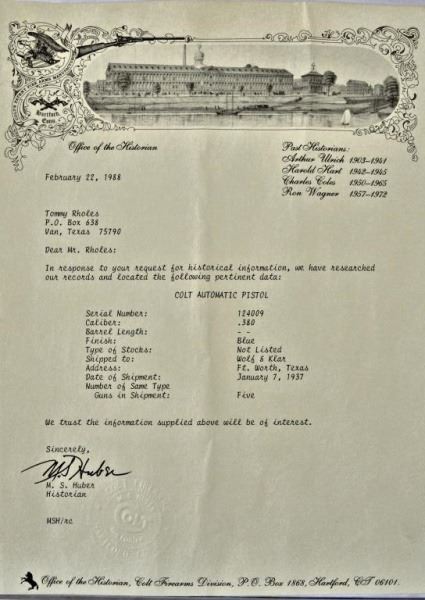 Hartford,
Conn.
Office of the Historian
Past Historians:
Arthur Ulrich 1903-1941
Harold Hart 1942-1945
Charles Coles 1950-1965
Ron Wagner 1957-1972
February 22, 1988
Tommy Rholes
P.O. Box 638
Van, Texas 75790
Dear Mr. Rholes:
In response to your request for historical information, we have researched
our records and located the following pertinent data:
COLT AUTOMATIC PISTOL
Serial Number: 124009
Caliber: .380
Barrel Length: --
Finish: Blue
Type of Stocks: Not Listed
Shipped to: Wolf & Klar
Address: Ft. Worth, Texas
Date of Shipment: January 7, 1937
Number of Same Type
Guns in Shipment: Five
We trust the information supplied above will be of interest.
Sincerely,
M S Huber
M. S. Huber
Historian
MSH/rc
Office of the Historian, Colt Firearms Division, P.O. Box 1868, Hartford, CT 06101.